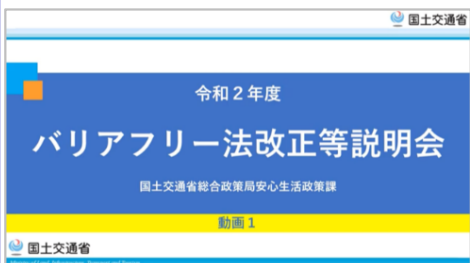 国土交通省
令和２年度
バリアフリー法改正等説明会
国土交通省総合政策局安心生活政策課
動画１
国土交通省